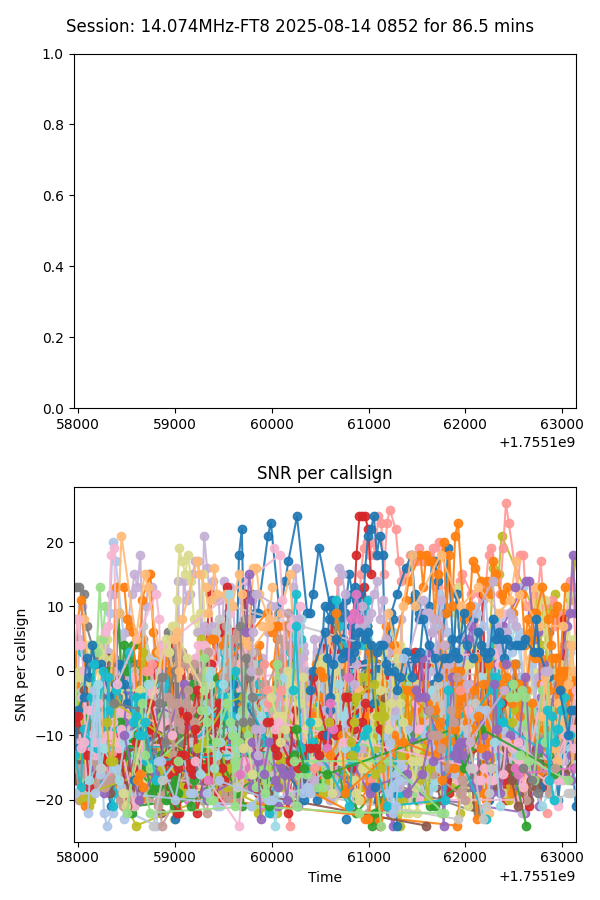 Session: 14.074MHz-FT8 2025-08-14 0852 for 86.5 mins
1.0
0.8
0.6
0.4
0.2
0.0
58000 59000 60000 61000 62000 63000
+1.7551e9
SNR per callsign
20
10
0
−10
−20
SNR per callsign
58000 59000 60000 61000 62000 63000
Time
+1.7551e9